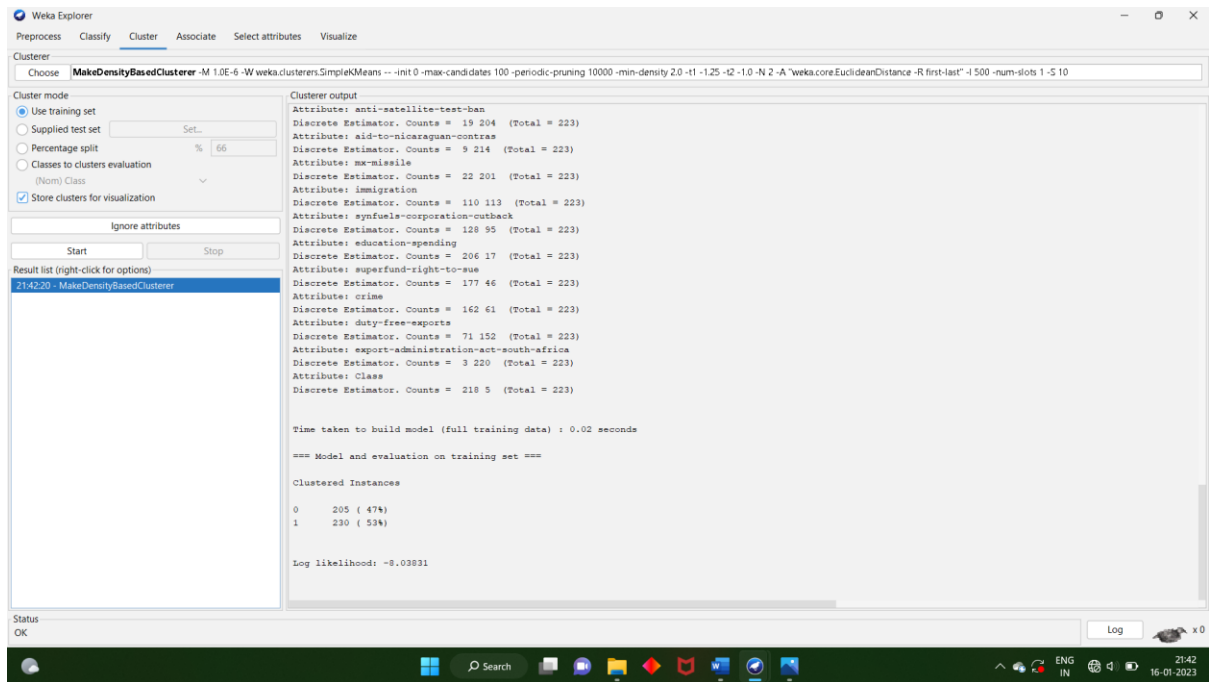 Weka Explorer
Preprocess Classify Cluster Associate Select attributes Visualize
Clusterer
Choose MakeDensityBasedClusterer -M 1.0E-6 -W weka.clusterers.SimpleKMeans -- -init 0 -max-candidates 100 -periodic-pruning 10000 -min-density 2.0 -t1 -1.25 -t2 -1.0 -N 2 -A "weka.core.EuclideanDistance -R first-last" -I 500 -num-slots 1 -S 10
Cluster mode
Use training set
Supplied test set Set...
Percentage split % 66
Classes to clusters evaluation
(Nom) Class
Store clusters for visualization
Ignore attributes
Start Stop
Result list (right-click for options)
21:42:20 - MakeDensityBasedClusterer
Clusterer output
Attribute: anti-satellite-test-ban
Discrete Estimator. Counts = 19 204 (Total = 223)
Attribute: aid-to-nicaraguan-contras
Discrete Estimator. Counts = 9 214 (Total = 223)
Attribute: mx-missile
Discrete Estimator. Counts = 22 201 (Total = 223)
Attribute: immigration
Discrete Estimator. Counts = 110 113 (Total = 223)
Attribute: synfuels-corporation-cutback
Discrete Estimator. Counts = 128 95 (Total = 223)
Attribute: education-spending
Discrete Estimator. Counts = 206 17 (Total = 223)
Attribute: superfund-right-to-sue
Discrete Estimator. Counts = 177 46 (Total = 223)
Attribute: crime
Discrete Estimator. Counts = 162 61 (Total = 223)
Attribute: duty-free-exports
Discrete Estimator. Counts = 71 152 (Total = 223)
Attribute: export-administration-act-south-africa
Discrete Estimator. Counts = 3 220 (Total = 223)
Attribute: Class
Discrete Estimator. Counts = 218 5 (Total = 223)
Time taken to build model (full training data) : 0.02 seconds
=== Model and evaluation on training set ===
Clustered Instances
0 205 ( 47%)
1 230 ( 53%)
Log likelihood: -8.03831
Status
OK
Log x 0
Search
ENG
IN
21:42
16-01-2023